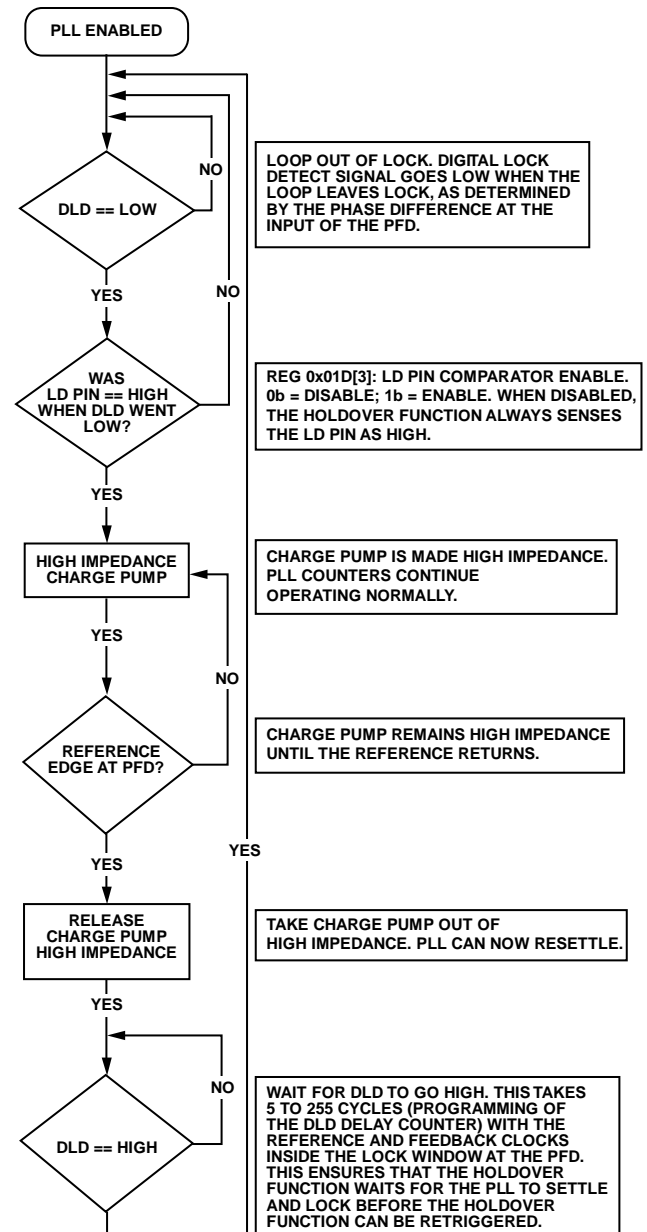 PLL ENABLED
NO
DLD == LOW
LOOP OUT OF LOCK. DIGITAL LOCK
DETECT SIGNAL GOES LOW WHEN THE
LOOP LEAVES LOCK, AS DETERMINED
BY THE PHASE DIFFERENCE AT THE
INPUT OF THE PFD.
YES
NO
WAS
LD PIN == HIGH
WHEN DLD WENT
LOW?
REG 0x01D[3]: LD PIN COMPARATOR ENABLE.
0b = DISABLE; 1b = ENABLE. WHEN DISABLED,
THE HOLDOVER FUNCTION ALWAYS SENSES
THE LD PIN AS HIGH.
YES
HIGH IMPEDANCE
CHARGE PUMP
CHARGE PUMP IS MADE HIGH IMPEDANCE.
PLL COUNTERS CONTINUE
OPERATING NORMALLY.
YES
NO
REFERENCE
EDGE AT PFD?
CHARGE PUMP REMAINS HIGH IMPEDANCE
UNTIL THE REFERENCE RETURNS.
YES
YES
RELEASE
CHARGE PUMP
HIGH IMPEDANCE
TAKE CHARGE PUMP OUT OF
HIGH IMPEDANCE. PLL CAN NOW RESETTLE.
YES
NO
DLD == HIGH
WAIT FOR DLD TO GO HIGH. THIS TAKES
5 TO 255 CYCLES (PROGRAMMING OF
THE DLD DELAY COUNTER) WITH THE
REFERENCE AND FEEDBACK CLOCKS
INSIDE THE LOCK WINDOW AT THE PFD.
THIS ENSURES THAT THE HOLDOVER
FUNCTION WAITS FOR THE PLL TO SETTLE
AND LOCK BEFORE THE HOLDOVER
FUNCTION CAN BE RETRIGGERED.